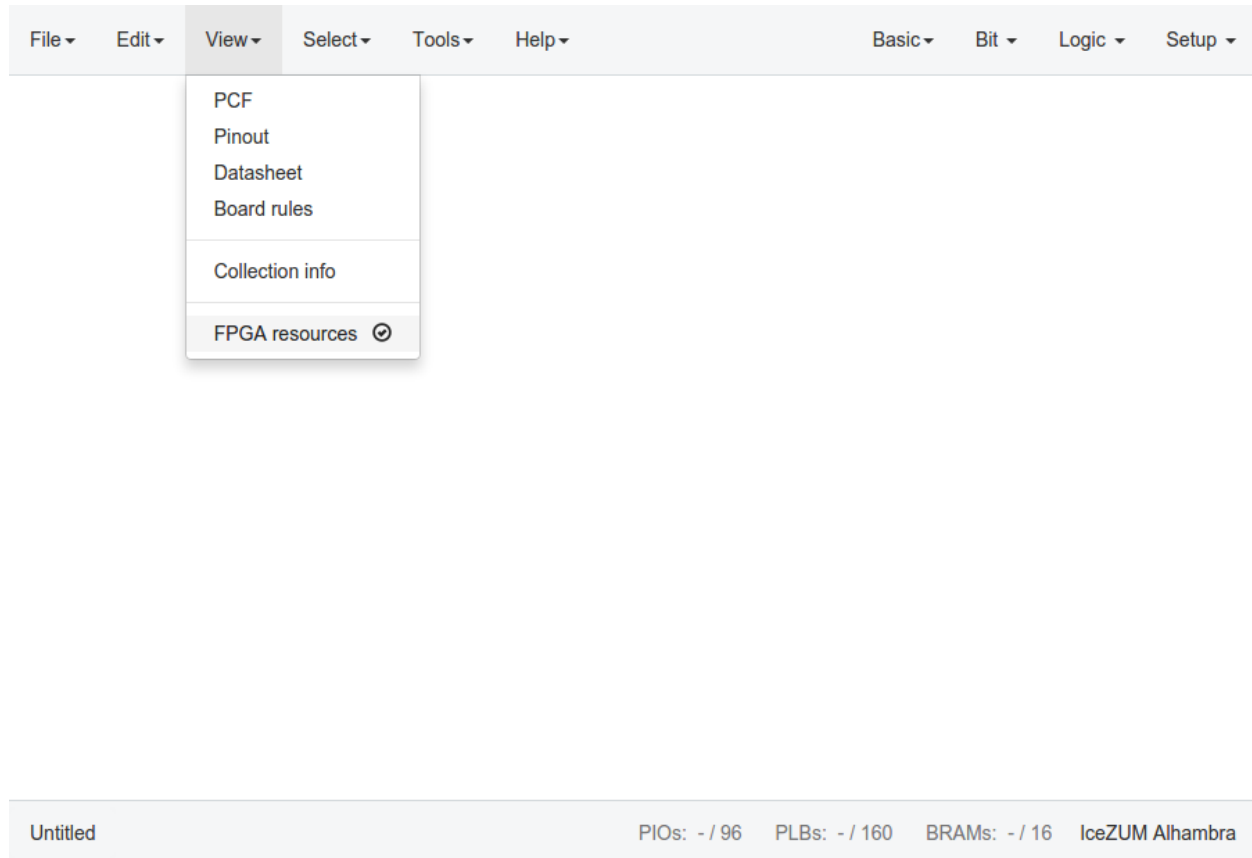 File Edit View Select Tools Help Basic Bit Logic Setup
PCF
Pinout
Datasheet
Board rules
Collection info
FPGA resources
Untitled PIOs: - / 96 PLBs: - / 160 BRAMs: - / 16 IceZUM Alhambra